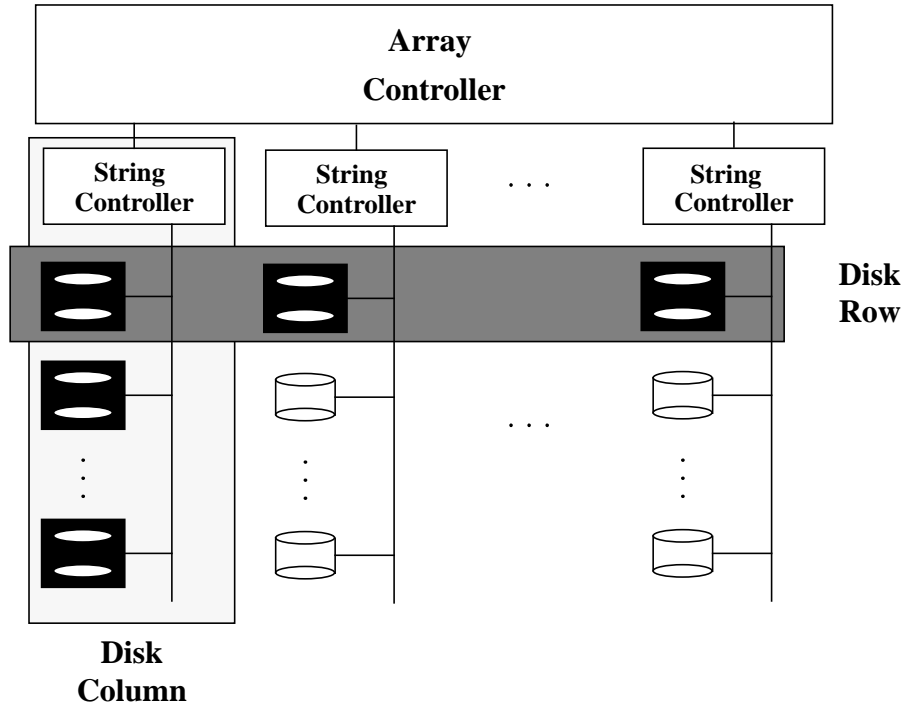 Array
Controller
String
Controller
String
Controller
. . .
String
Controller
Disk
Row
. . .
Disk
Column